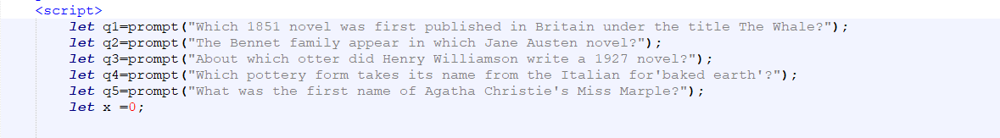 <script>
let q1=prompt("Which 1851 novel was first published in Britain under the title The Whale?");
let q2=prompt("The Bennet family appear in which Jane Austen novel?");
let q3=prompt("About which otter did Henry Williamson write a 1927 novel?");
let q4=prompt("Which pottery form takes its name from the Italian for'baked earth'?");
let q5=prompt("What was the first name of Agatha Christie's Miss Marple?");
let x =0;